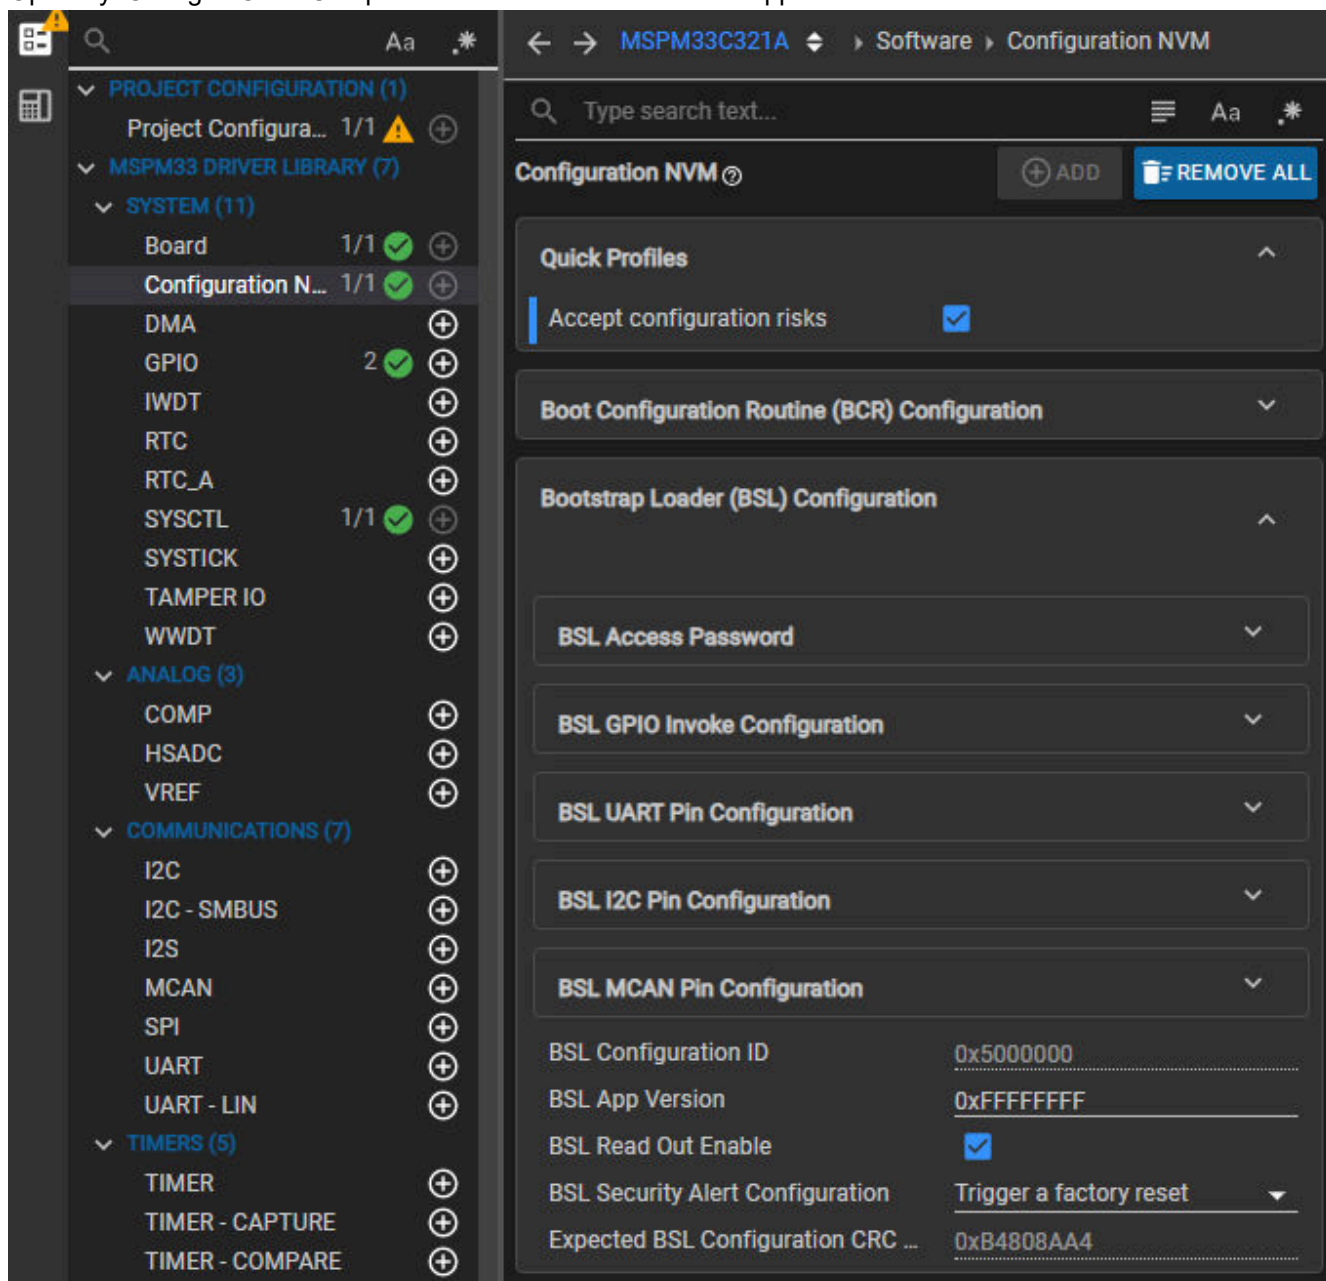 Aa .*
PROJECT CONFIGURATION (1)
Project Configura... 1/1
MSPM33 DRIVER LIBRARY (7)
SYSTEM (11)
Board 1/1
Configuration N... 1/1
DMA
GPIO 2
IWDT
RTC
RTC_A
SYSCTL 1/1
SYSTICK
TAMPER IO
WWDT
ANALOG (3)
COMP
HSADC
VREF
COMMUNICATIONS (7)
I2C
I2C - SMBUS
I2S
MCAN
SPI
UART
UART - LIN
TIMERS (5)
TIMER
TIMER - CAPTURE
TIMER - COMPARE
MSPM33C321A Software Configuration NVM
Type search text... Aa .*
Configuration NVM ADD REMOVE ALL
Quick Profiles
Accept configuration risks
Boot Configuration Routine (BCR) Configuration
Bootstrap Loader (BSL) Configuration
BSL Access Password
BSL GPIO Invoke Configuration
BSL UART Pin Configuration
BSL I2C Pin Configuration
BSL MCAN Pin Configuration
BSL Configuration ID 0x5000000
BSL App Version 0xFFFFFFFF
BSL Read Out Enable
BSL Security Alert Configuration Trigger a factory reset
Expected BSL Configuration CRC ... 0xB4808AA4